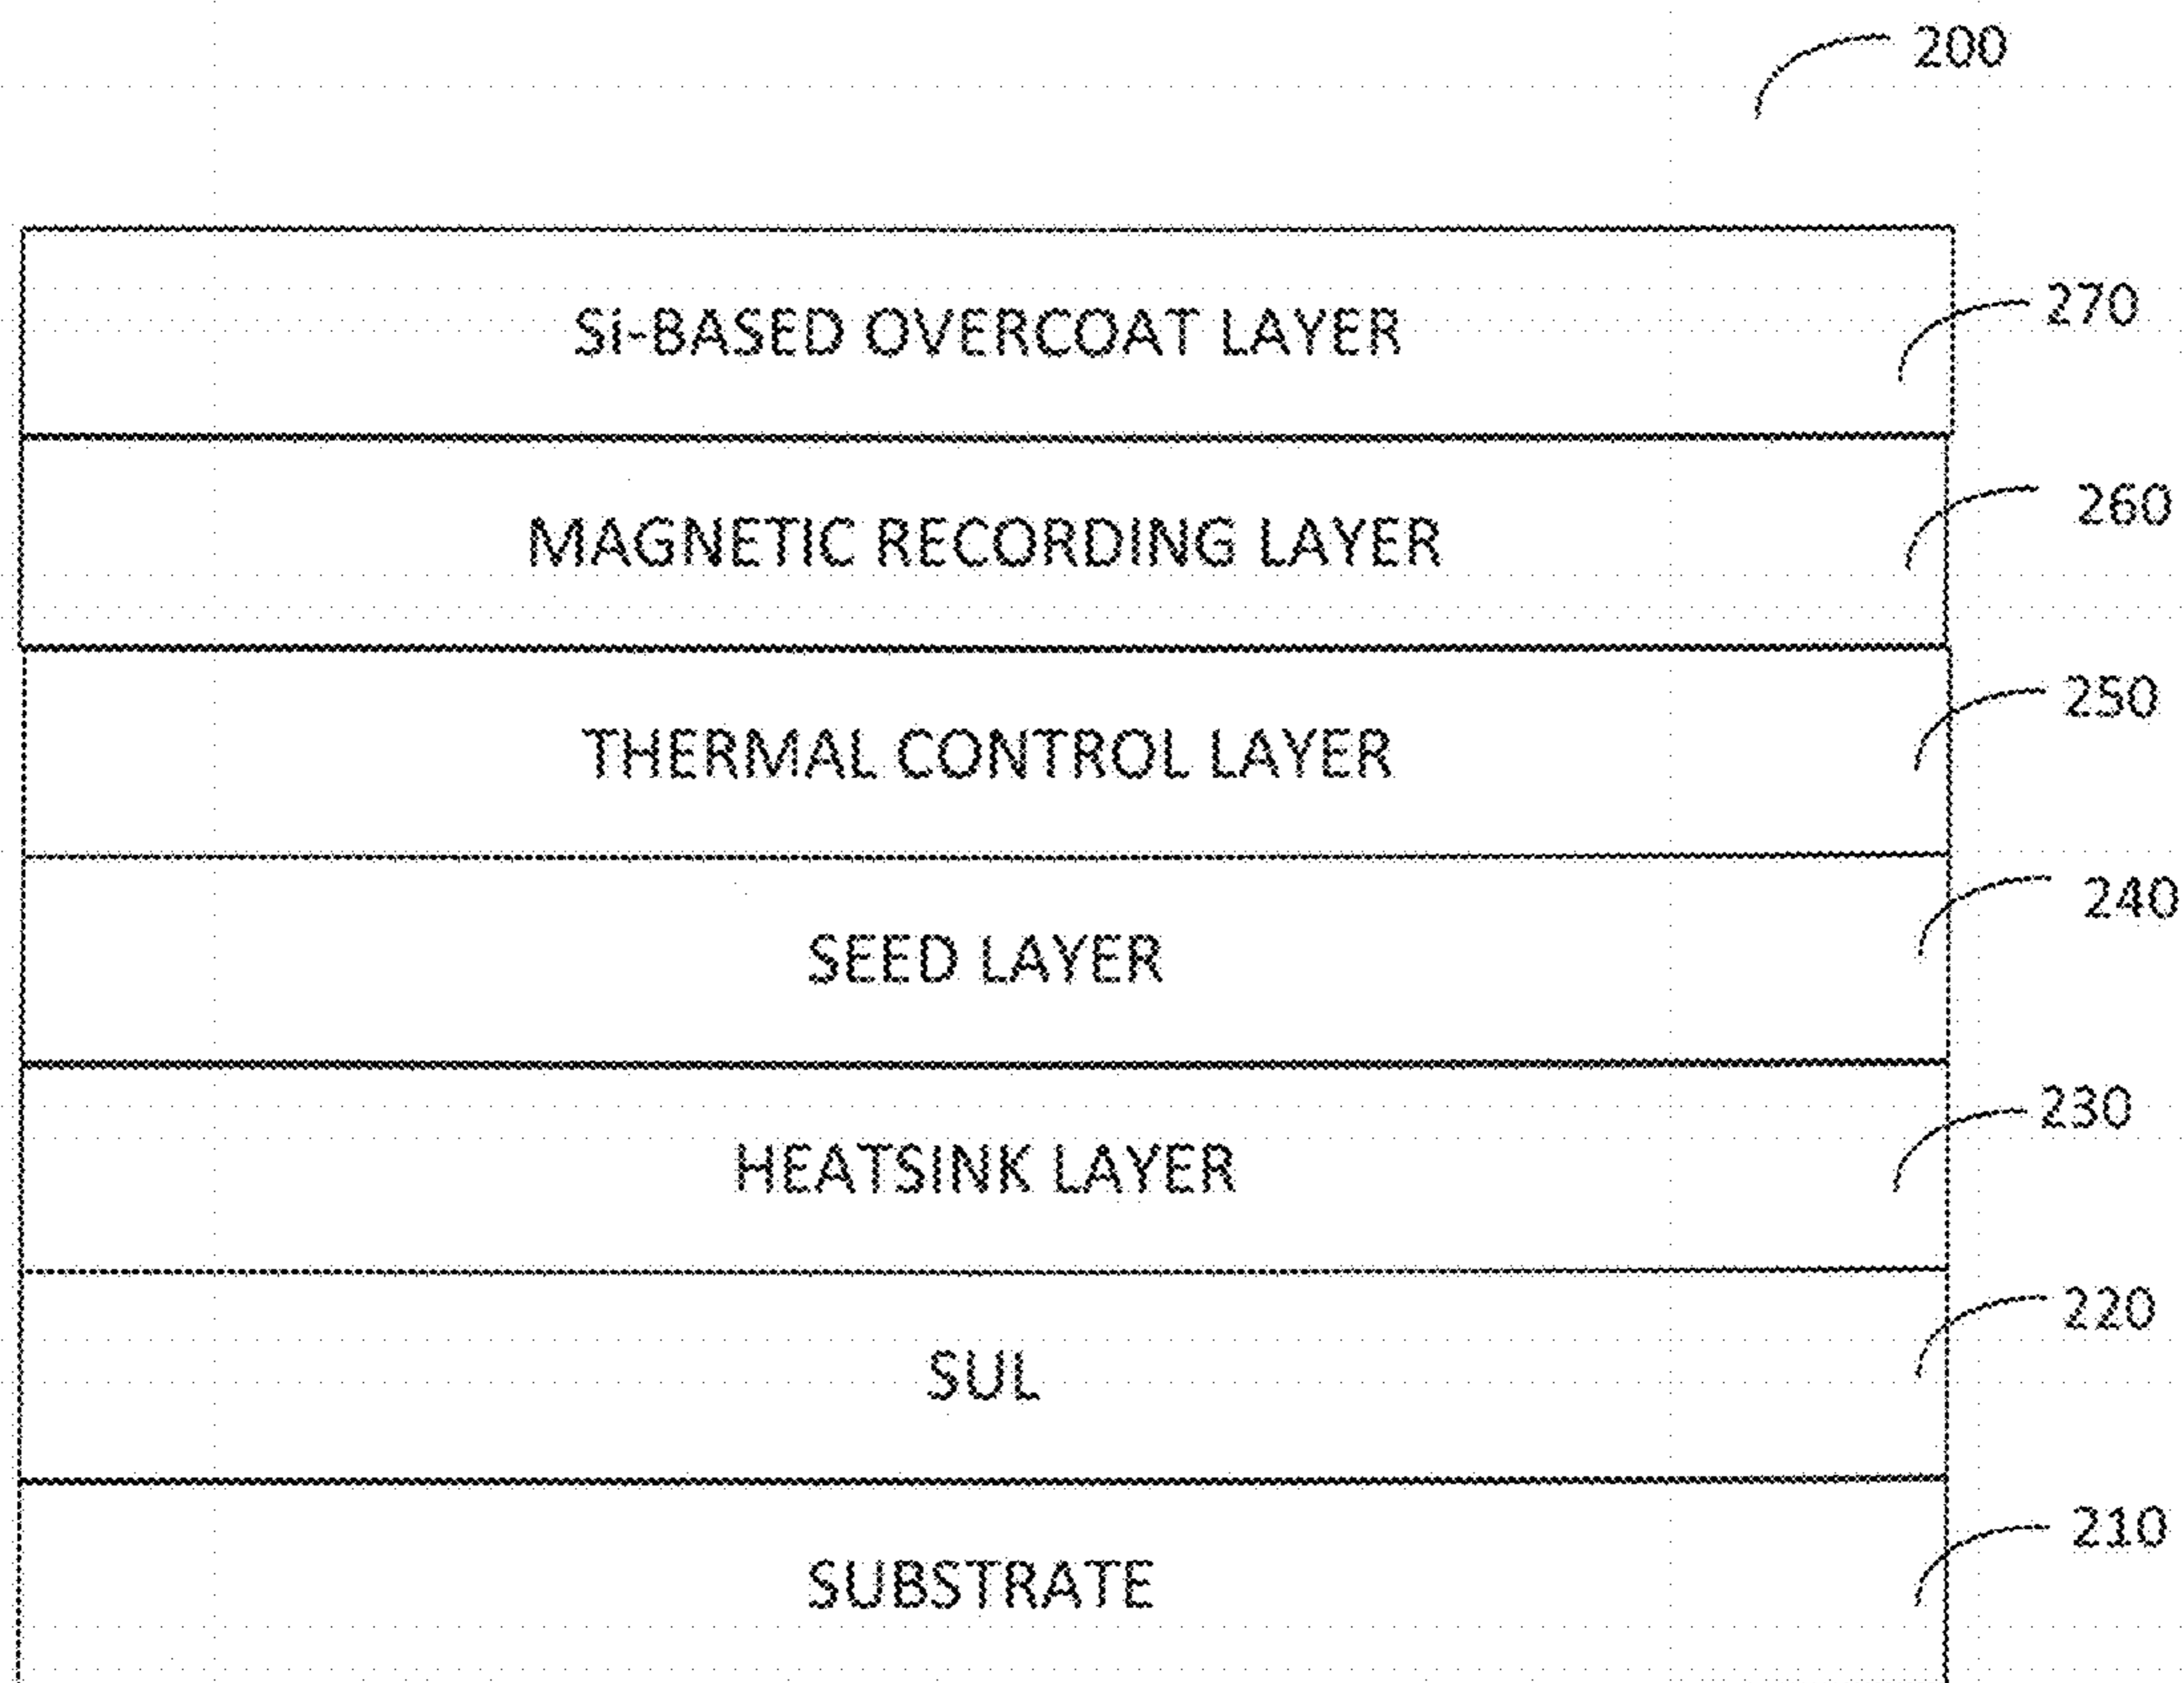 200
Si-BASED OVERCOAT LAYER
270
MAGNETIC RECORDING LAYER
260
THERMAL CONTROL LAYER
250
SEED LAYER
240
HEATSINK LAYER
230
SUL
220
SUBSTRATE
210